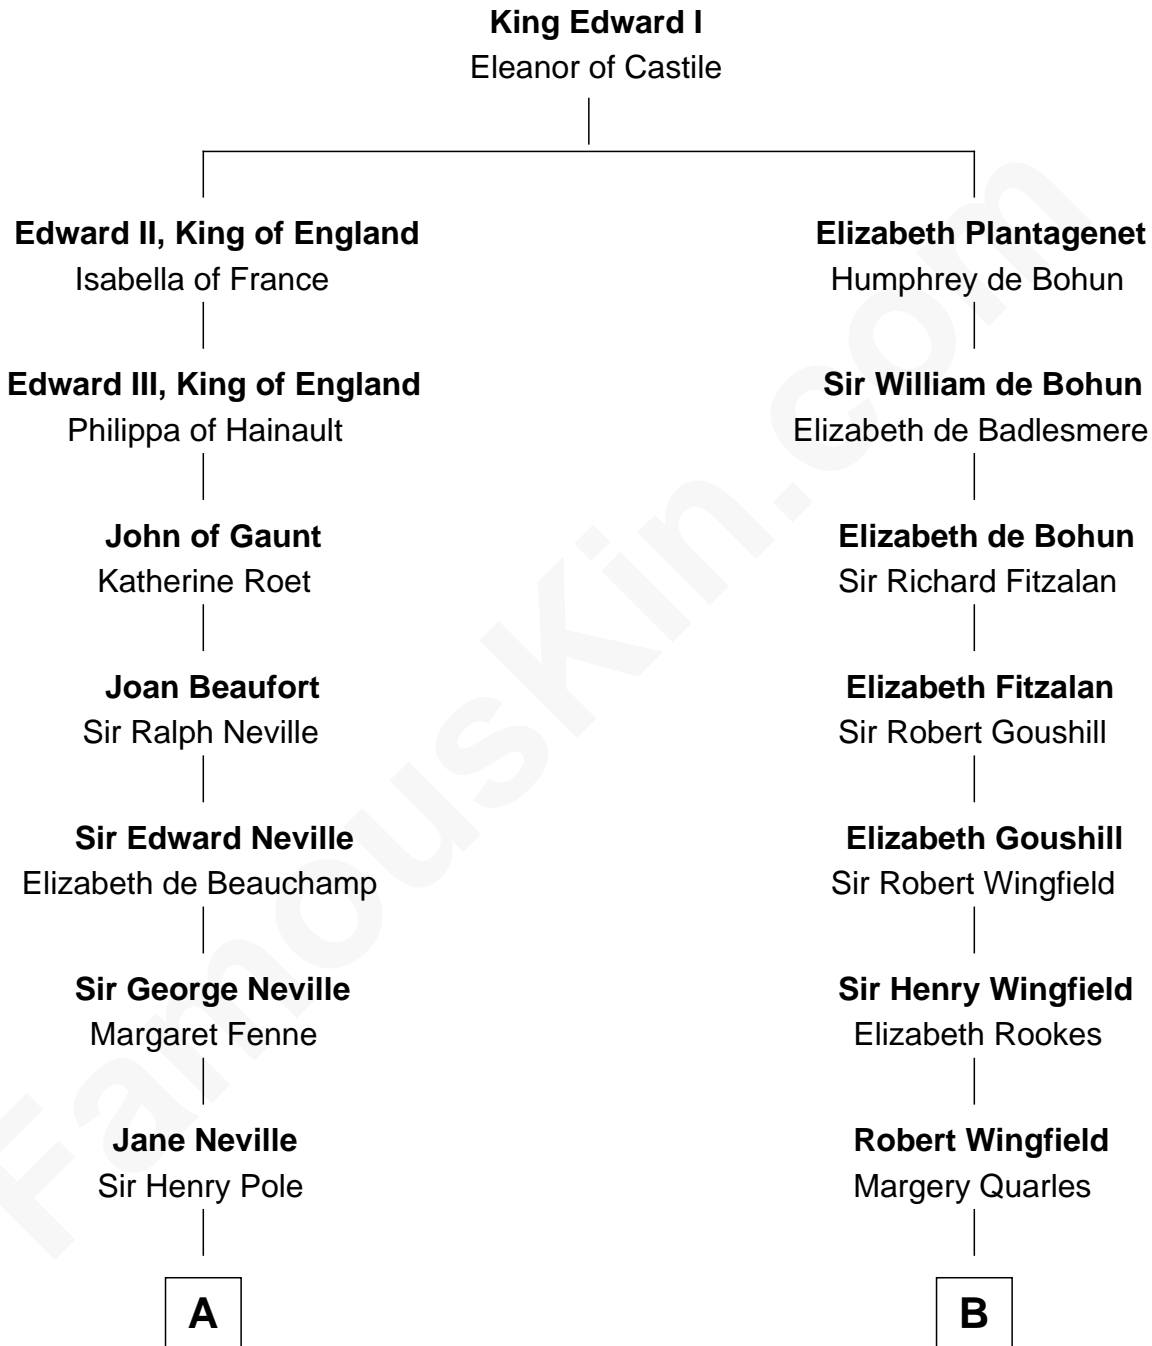 King Edward I
Eleanor of Castile
Edward II, King of England
Isabella of France
Elizabeth Plantagenet
Humphrey de Bohun
Edward III, King of England
Philippa of Hainault
Sir William de Bohun
Elizabeth de Badlesmere
John of Gaunt
Katherine Roet
Elizabeth de Bohun
Sir Richard Fitzalan
Joan Beaufort
Sir Ralph Neville
Elizabeth Fitzalan
Sir Robert Goushill
Sir Edward Neville
Elizabeth de Beauchamp
Elizabeth Goushill
Sir Robert Wingfield
Sir George Neville
Margaret Fenne
Sir Henry Wingfield
Elizabeth Rookes
Jane Neville
Sir Henry Pole
Robert Wingfield
Margery Quarles
A
B
FamousKin.com